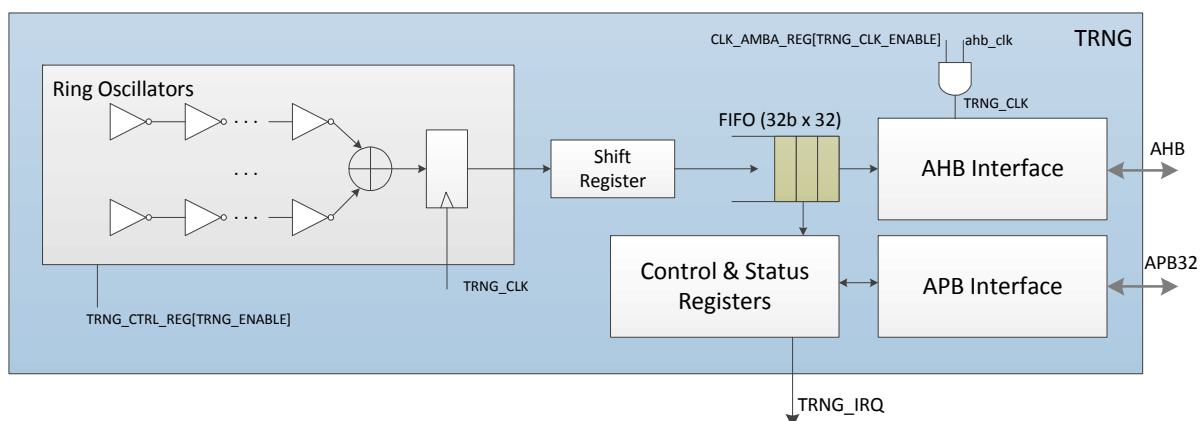 CLK_AMBA_REG[TRNG_CLK_ENABLE]
ahb_clk
TRNG
Ring Oscillators
. . .
. . .
. . .
TRNG_CLK
TRNG_CTRL_REG[TRNG_ENABLE]
Shift
Register
FIFO (32b x 32)
TRNG_CLK
AHB Interface
AHB
Control & Status
Registers
APB Interface
APB32
TRNG_IRQ